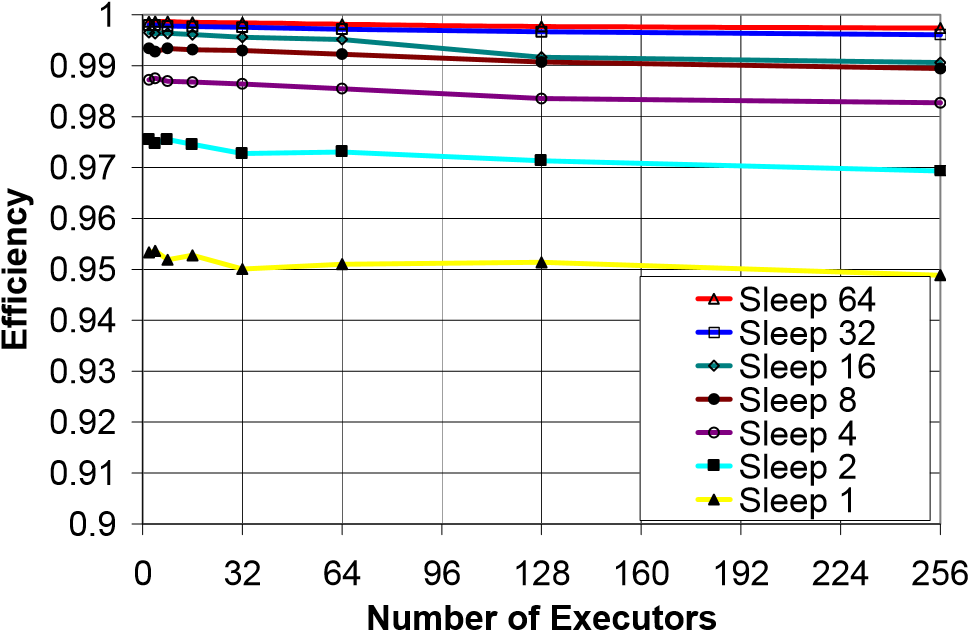 1
0.99
0.98
0.97
0.96
0.95
0.94
0.93
0.92
0.91
0.9
Efficiency
Sleep 64
Sleep 32
Sleep 16
Sleep 8
Sleep 4
Sleep 2
Sleep 1
0 32 64 96 128 160 192 224 256
Number of Executors